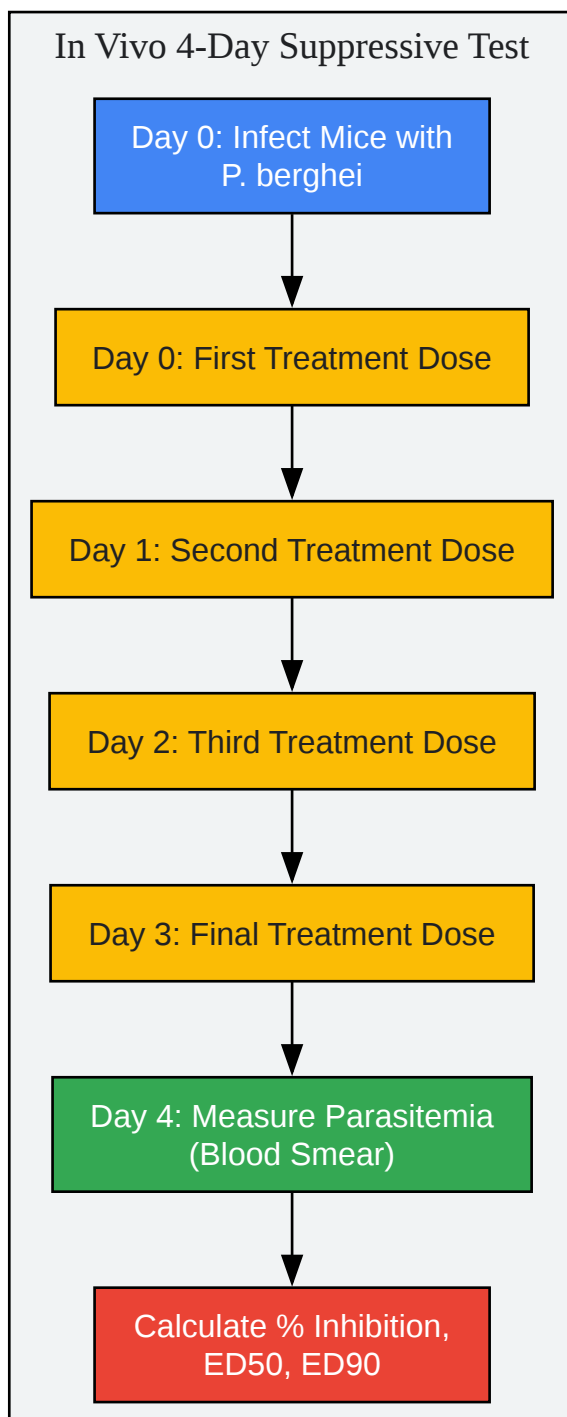 In Vivo 4-Day Suppressive Test
Day 0: Infect Mice with
P. berghei
Day 0: First Treatment Dose
Day 1: Second Treatment Dose
Day 2: Third Treatment Dose
Day 3: Final Treatment Dose
Day 4: Measure Parasitemia
(Blood Smear)
Calculate % Inhibition,
ED50, ED90